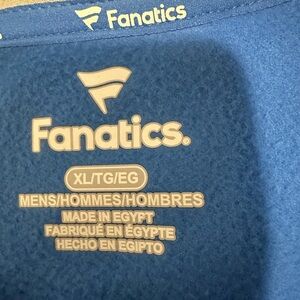 Fanatics
Fanatics.
XL/TG/EG
MENS/HOMMES/HOMBRES
MADE IN EGYPT
FABRIQUÉ EN ÉGYPTE
HECHO EN EGIPTO